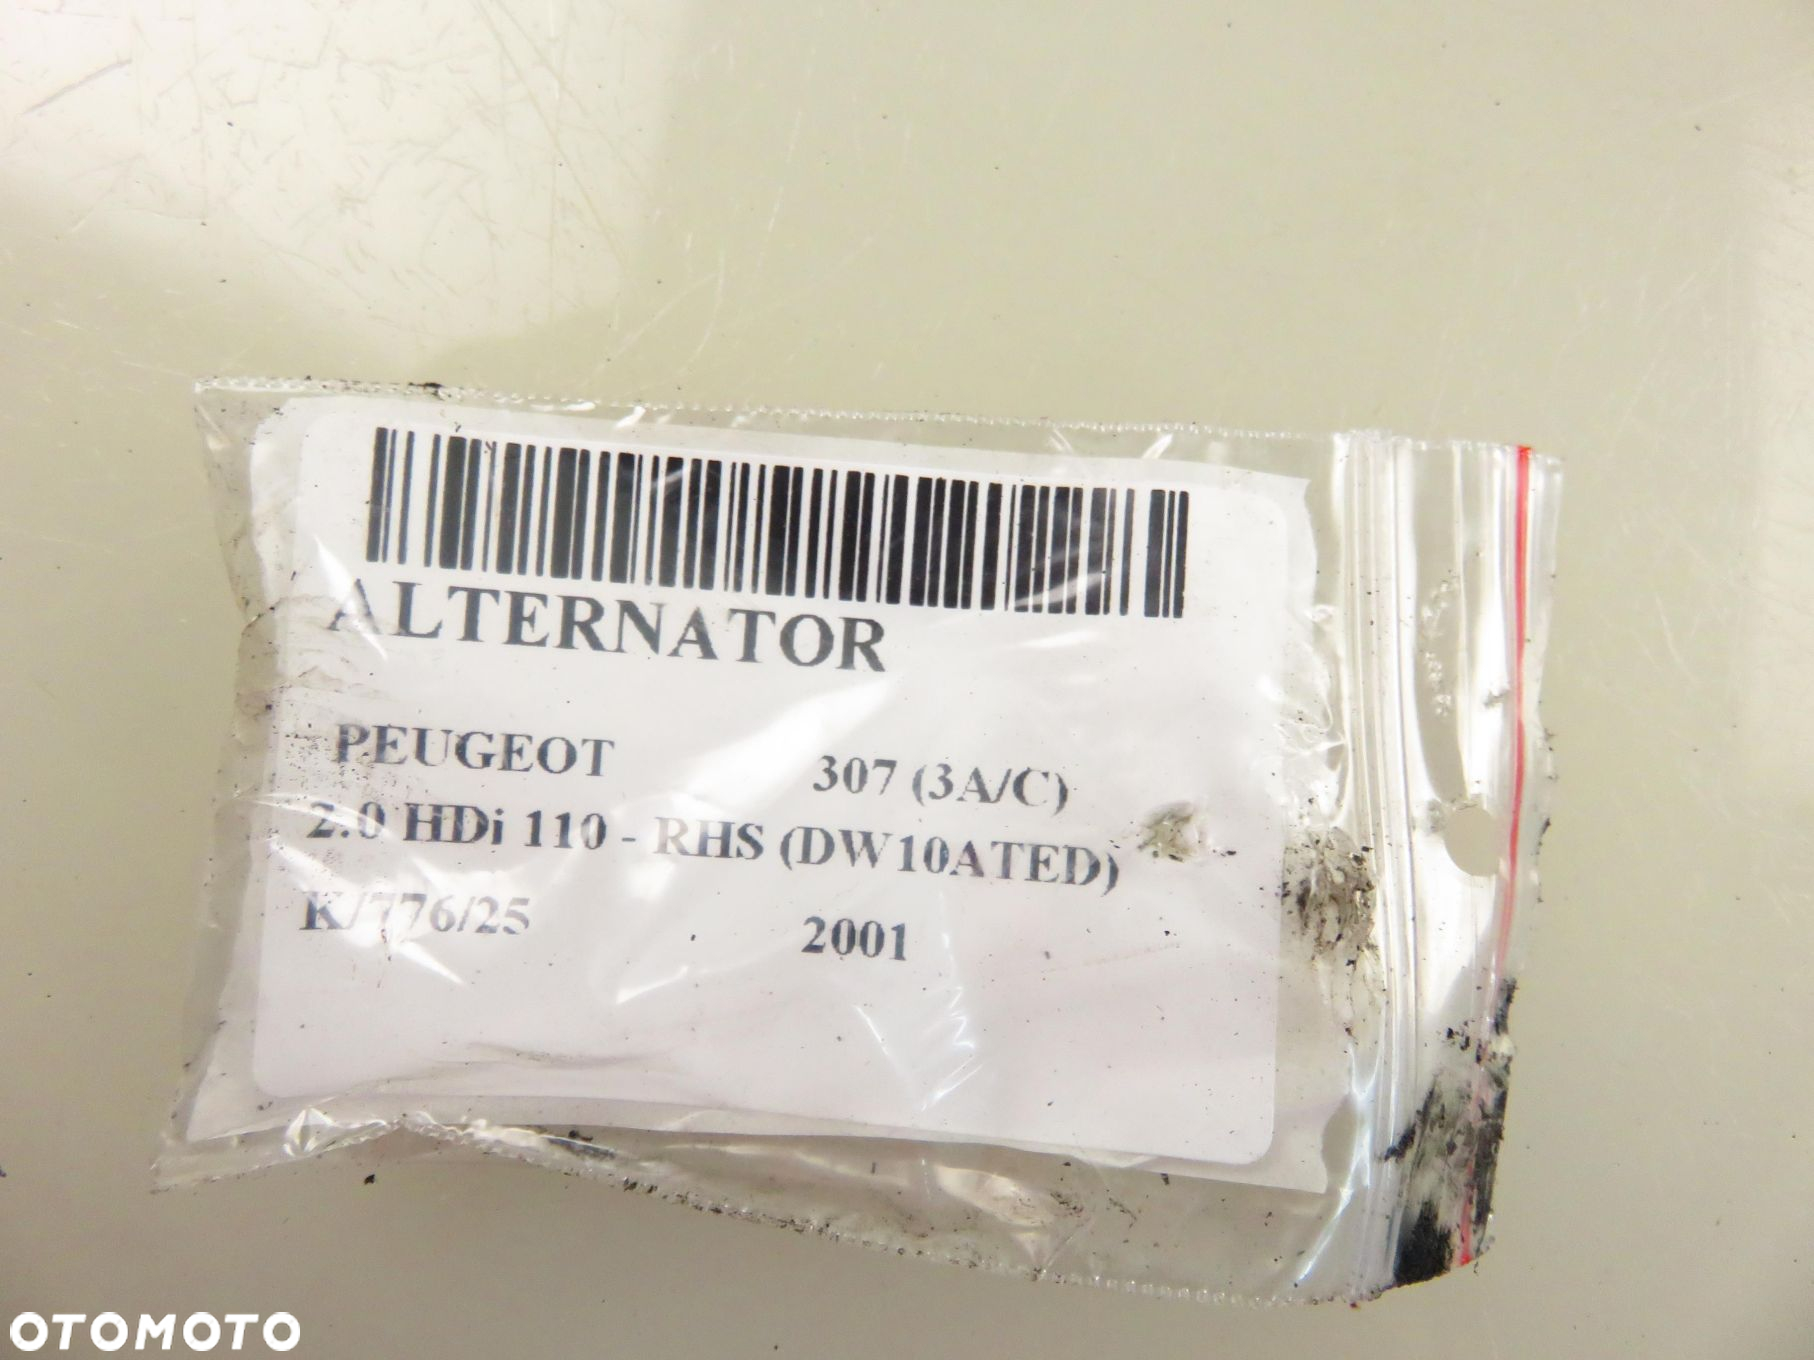 ALTERNATOR
PEUGEOT 307 (3A/C)
2.0 HDi 110 - RHS (DW10ATED)
K/776/25 2001
OTOMOTO